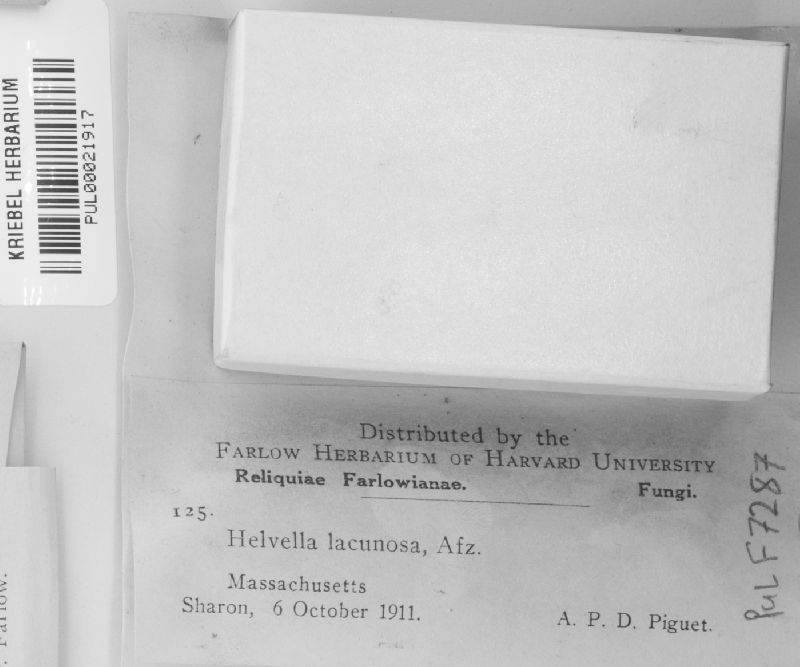 KRIEBEL HERBARIUM
PUL00021917
Distributed by the
FARLOW HERBARIUM OF HARVARD UNIVERSITY
Reliquiae Farlowianae. Fungi.
125.
Helvella lacunosa, Afz.
Massachusetts
Sharon, 6 October 1911. A. P. D. Piguet.
PUL F7287
. Farlow.